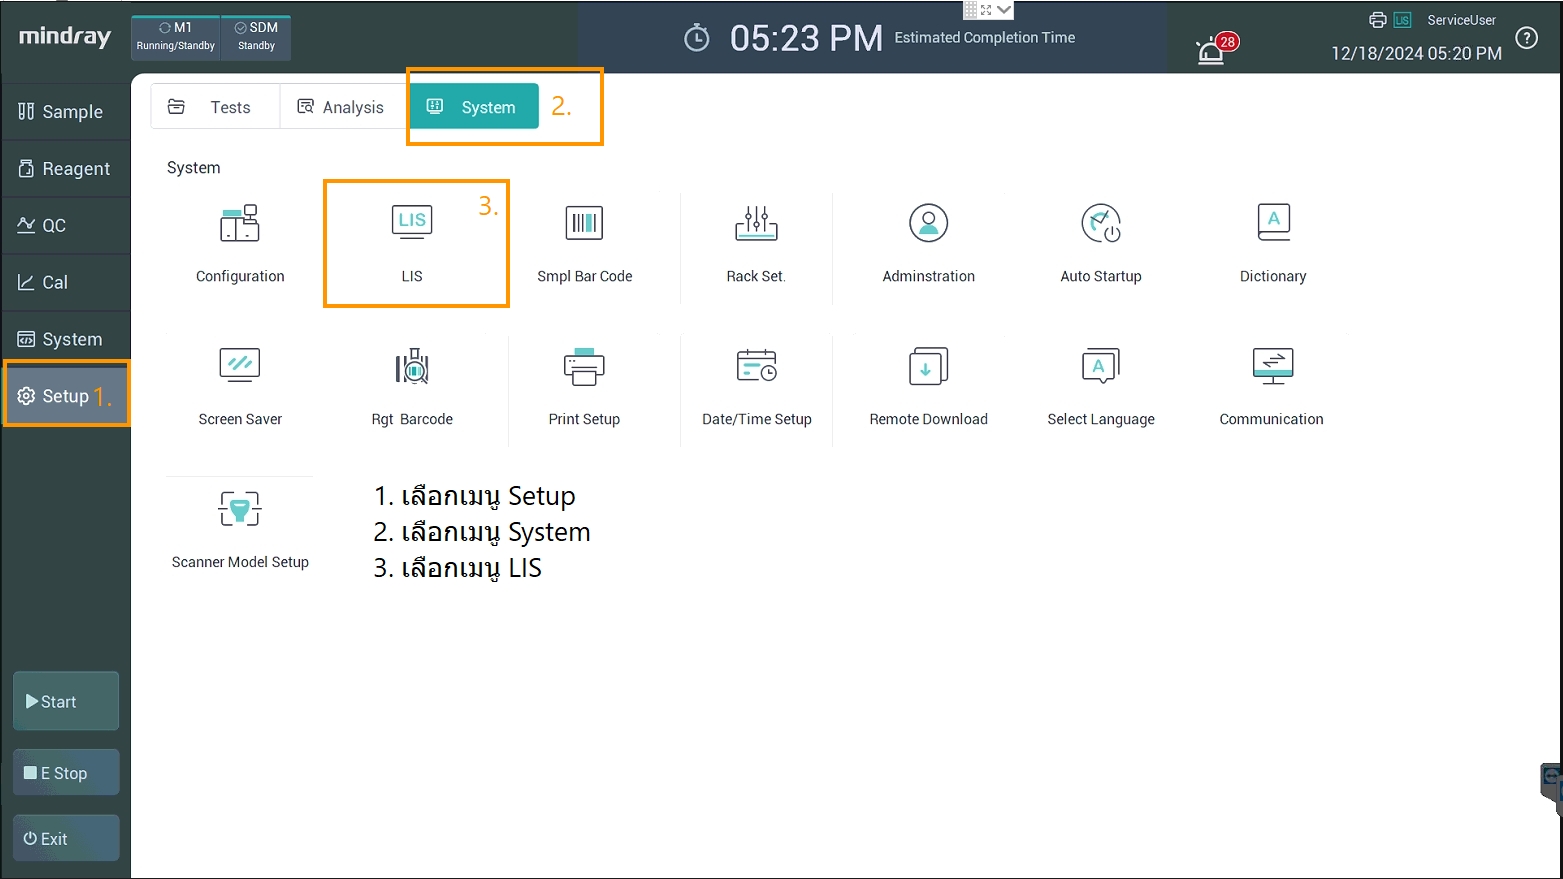 mindray
M1
Running/Standby
SDM
Standby
05:23 PM
Estimated Completion Time
28
LIS
ServiceUser
12/18/2024 05:20 PM
?
Sample
Reagent
QC
Cal
System
Setup 1.
Start
E Stop
Exit
Tests
Analysis
System
2.
System
Configuration
LIS
3.
LIS
Smpl Bar Code
Rack Set.
Adminstration
Auto Startup
A
Dictionary
Screen Saver
Rgt Barcode
Print Setup
Date/Time Setup
Remote Download
A
Select Language
Communication
Scanner Model Setup
1. เลือกเมนู Setup
2. เลือกเมนู System
3. เลือกเมนู LIS